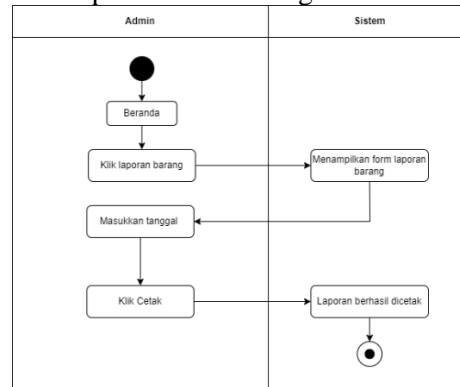 Admin
Sistem
Beranda
Klik laporan barang
Menampilkan form laporan
barang
Masukkan tanggal
Klik Cetak
Laporan berhasil dicetak